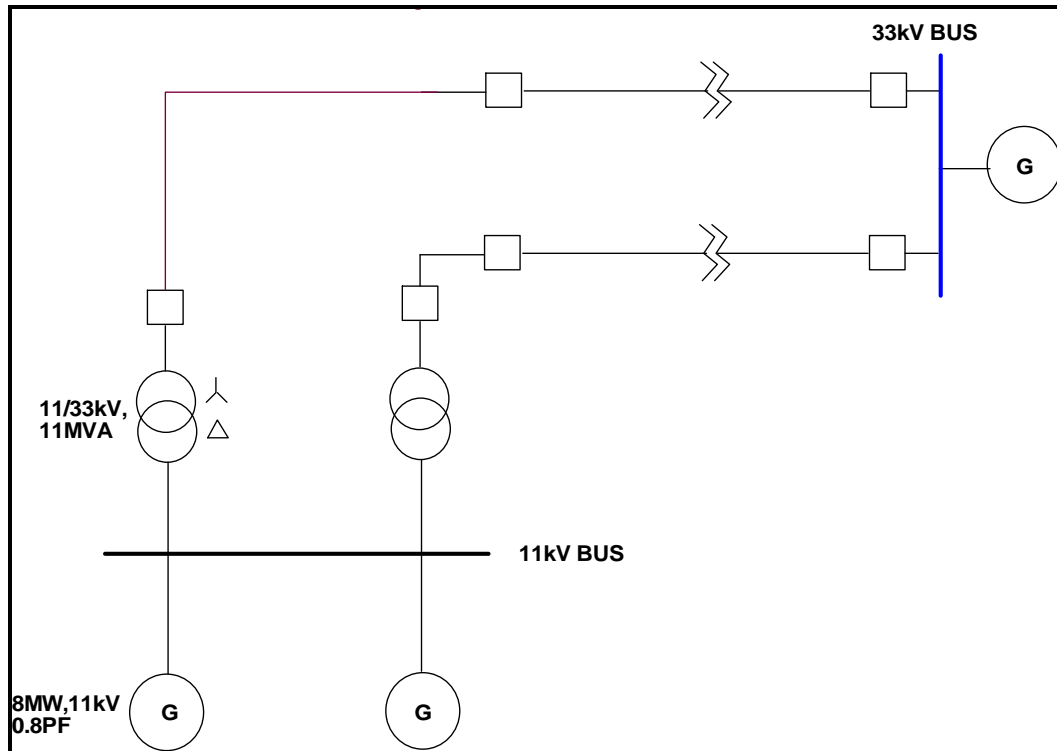 33kV BUS
G
11/33kV,
11MVA
11kV BUS
8MW,11kV
0.8PF
G
G